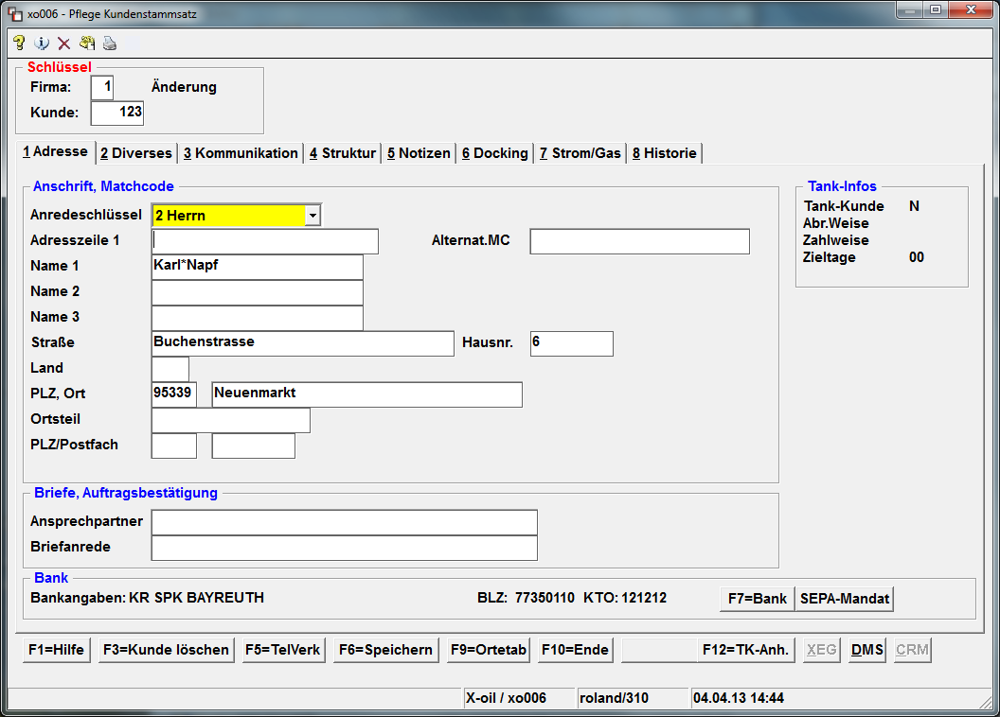 xo006 - Pflege Kundenstammsatz
Schlüssel
Firma: 1 Änderung
Kunde: 123
1 Adresse 2 Diverses 3 Kommunikation 4 Struktur 5 Notizen 6 Docking 7 Strom/Gas 8 Historie
Anschrift, Matchcode
Anredeschlüssel 2 Herrn
Adresszeile 1 Alternat.MC
Name 1 Karl*Napf
Name 2
Name 3
Straße Buchenstrasse Hausnr. 6
Land
PLZ, Ort 95339 Neuenmarkt
Ortsteil
PLZ/Postfach
Tank-Infos
Tank-Kunde N
Abr.Weise
Zahlweise
Zieltage 00
Briefe, Auftragsbestätigung
Ansprechpartner
Briefanrede
Bank
Bankangaben: KR SPK BAYREUTH BLZ: 77350110 KTO: 121212 F7=Bank SEPA-Mandat
F1=Hilfe F3=Kunde löschen F5=TelVerk F6=Speichern F9=Ortetab F10=Ende F12=TK-Anh. XEG DMS CRM
X-oil / xo006 roland/310 04.04.13 14:44